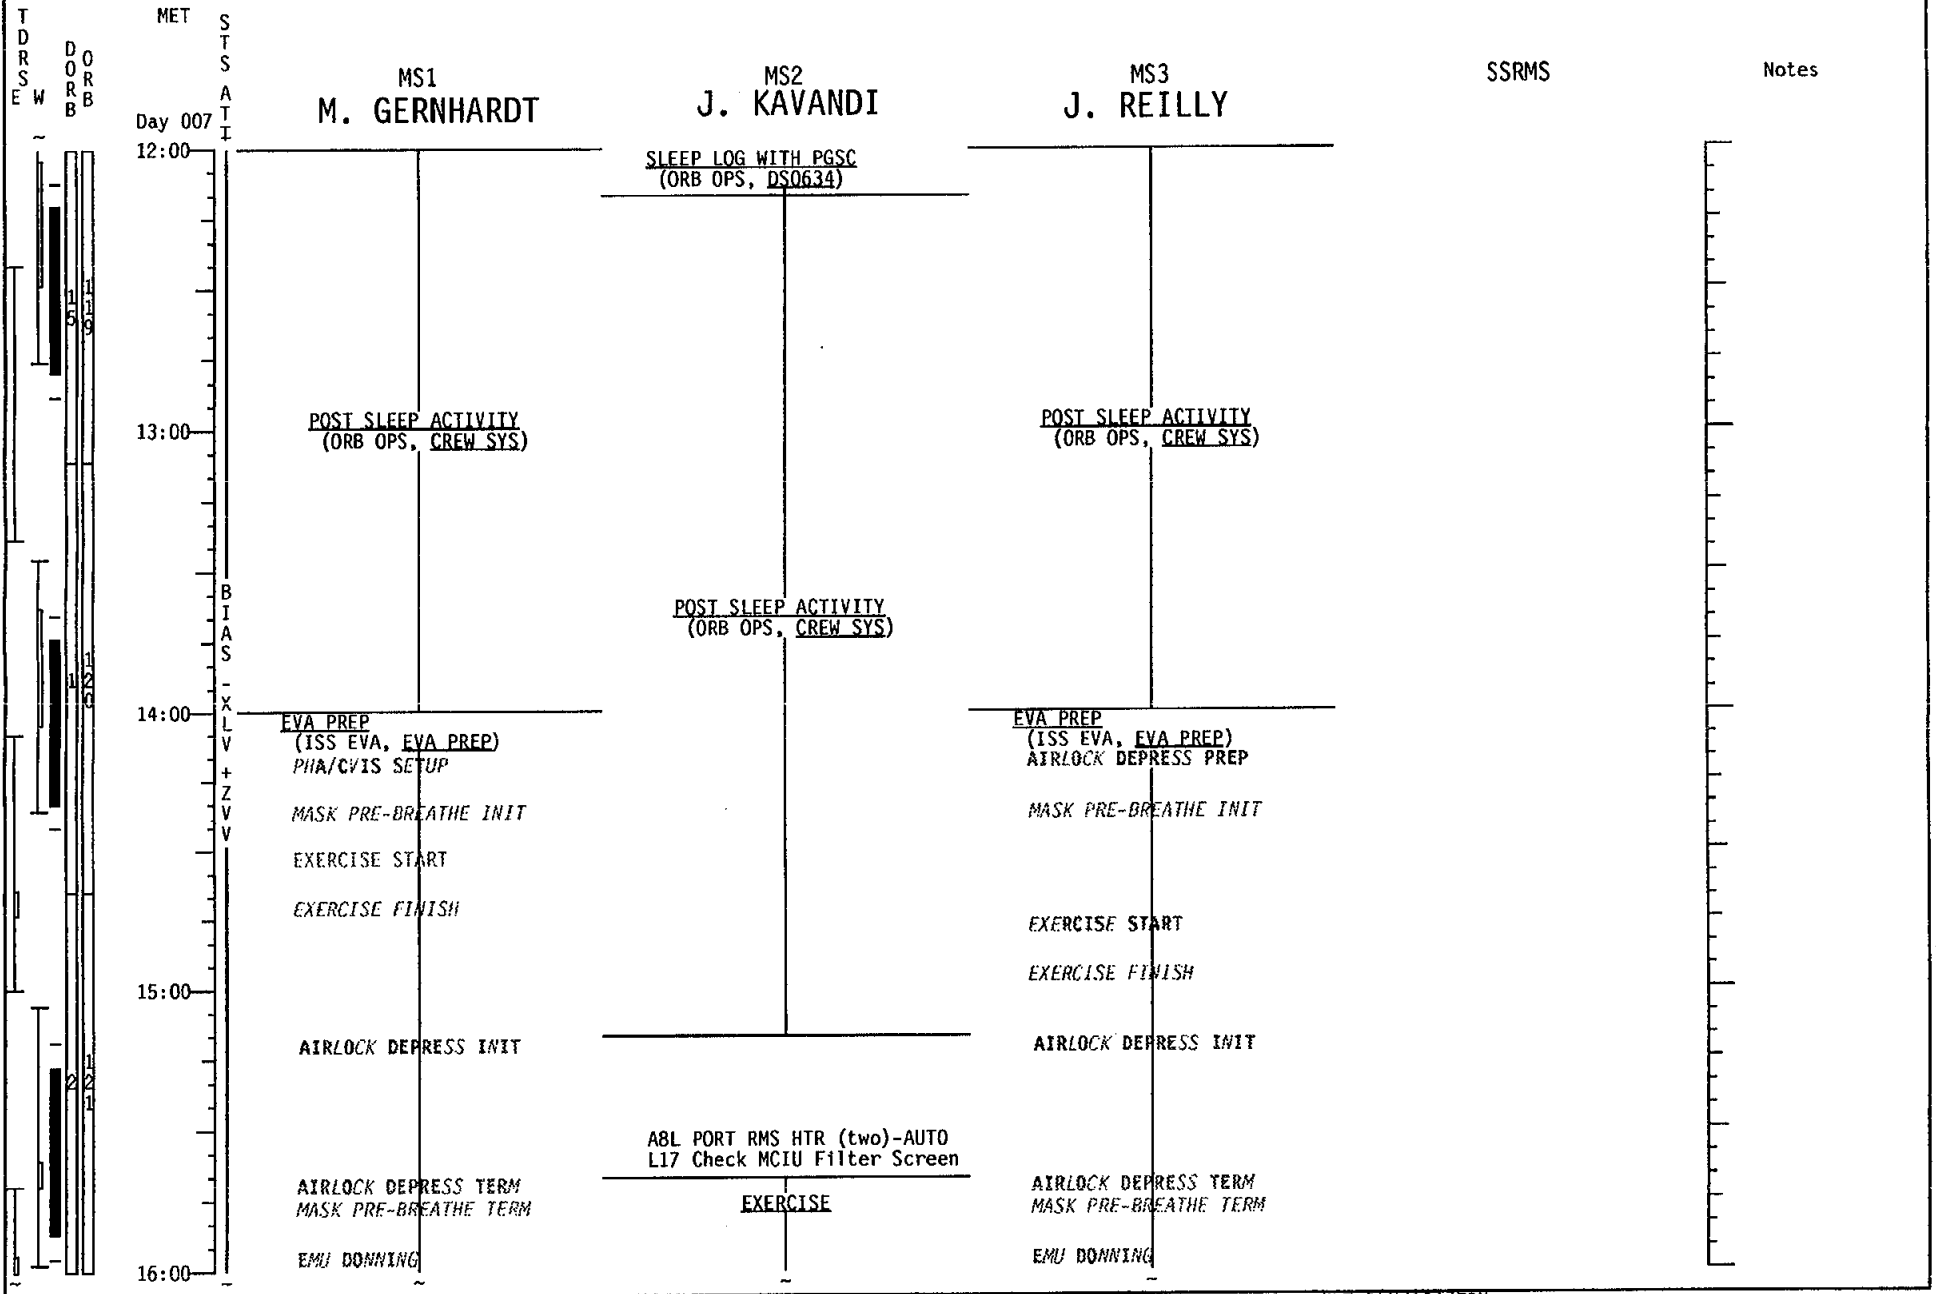 TDRS
E W
DORB
ORB
MET
STS ATT
MS1
M. GERNHARDT
MS2
J. KAVANDI
MS3
J. REILLY
SSRMS
Notes
Day 007
12:00
SLEEP LOG WITH PGSC
(ORB OPS, DSO634)
15
119
POST SLEEP ACTIVITY
(ORB OPS, CREW SYS)
POST SLEEP ACTIVITY
(ORB OPS, CREW SYS)
13:00
BIAS -XLV +ZVV
POST SLEEP ACTIVITY
(ORB OPS, CREW SYS)
1
120
14:00
EVA PREP
(ISS EVA, EVA PREP)
PHA/CVIS SETUP
MASK PRE-BREATHE INIT
EXERCISE START
EXERCISE FINISH
EVA PREP
(ISS EVA, EVA PREP)
AIRLOCK DEPRESS PREP
MASK PRE-BREATHE INIT
EXERCISE START
EXERCISE FINISH
15:00
AIRLOCK DEPRESS INIT
AIRLOCK DEPRESS INIT
2
121
A8L PORT RMS HTR (two)-AUTO
L17 Check MCIU Filter Screen
AIRLOCK DEPRESS TERM
MASK PRE-BREATHE TERM
EXERCISE
AIRLOCK DEPRESS TERM
MASK PRE-BREATHE TERM
EMU DONNING
EMU DONNING
16:00